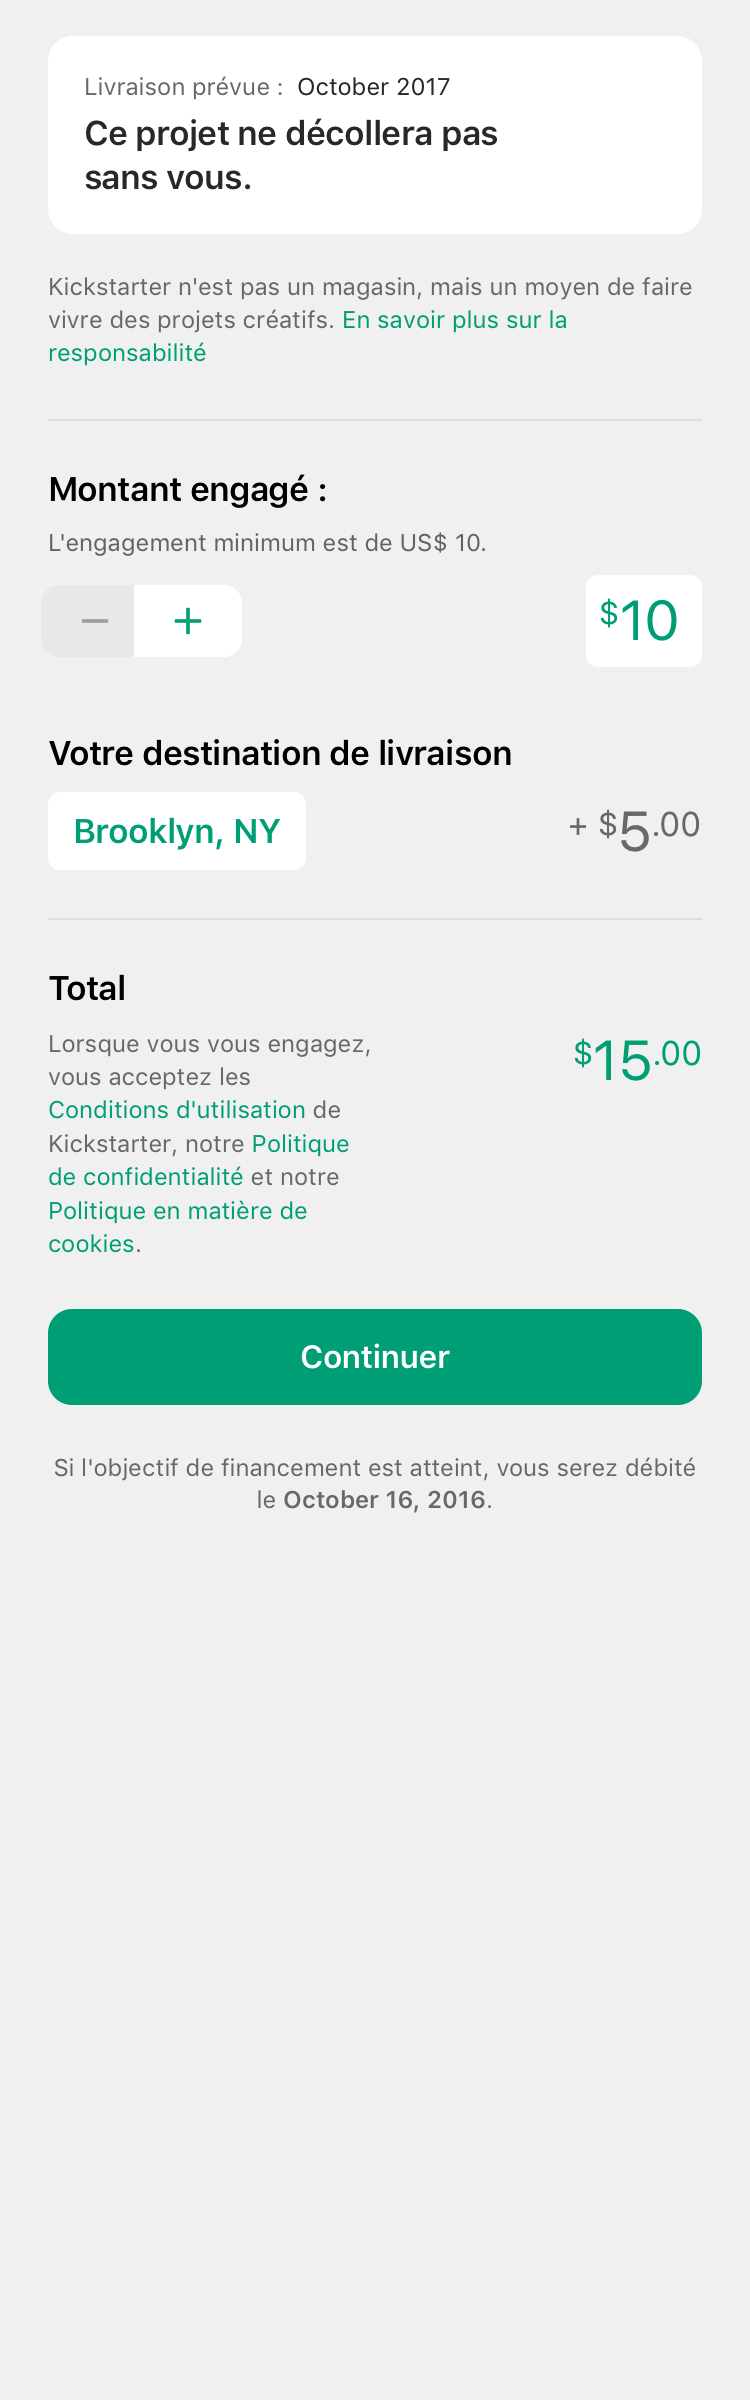 Livraison prévue : October 2017
Ce projet ne décollera pas
sans vous.
Kickstarter n'est pas un magasin, mais un moyen de faire
vivre des projets créatifs. En savoir plus sur la
responsabilité
Montant engagé :
L'engagement minimum est de US$ 10.
− +
$10
Votre destination de livraison
Brooklyn, NY
+ $5.00
Total
Lorsque vous vous engagez,
vous acceptez les
Conditions d'utilisation de
Kickstarter, notre Politique
de confidentialité et notre
Politique en matière de
cookies.
$15.00
Continuer
Si l'objectif de financement est atteint, vous serez débité
le October 16, 2016.